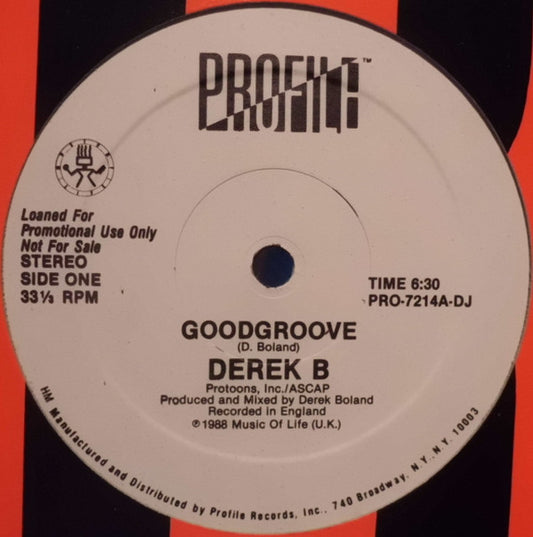 PROFILE™
Loaned For
Promotional Use Only
Not For Sale
STEREO
SIDE ONE
33⅓ RPM
TIME 6:30
PRO-7214A-DJ
GOODGROOVE
(D. Boland)
DEREK B
Protoons, Inc./ASCAP
Produced and Mixed by Derek Boland
Recorded in England
℗ 1988 Music Of Life (U.K.)
HM Manufactured and Distributed by Profile Records, Inc., 740 Broadway, N.Y. N.Y. 10003